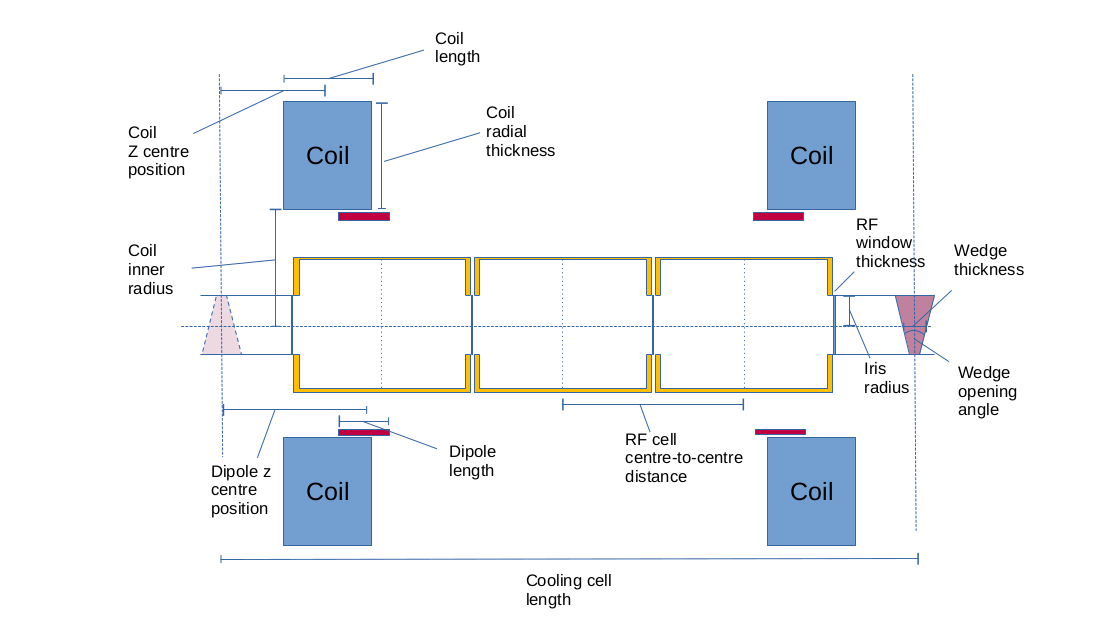 Coil
length
Coil
Z centre
position
Coil
radial
thickness
Coil
Coil
Coil
inner
radius
RF
window
thickness
Wedge
thickness
Iris
radius
Wedge
opening
angle
Dipole z
centre
position
Dipole
length
RF cell
centre-to-centre
distance
Coil
Coil
Cooling cell
length